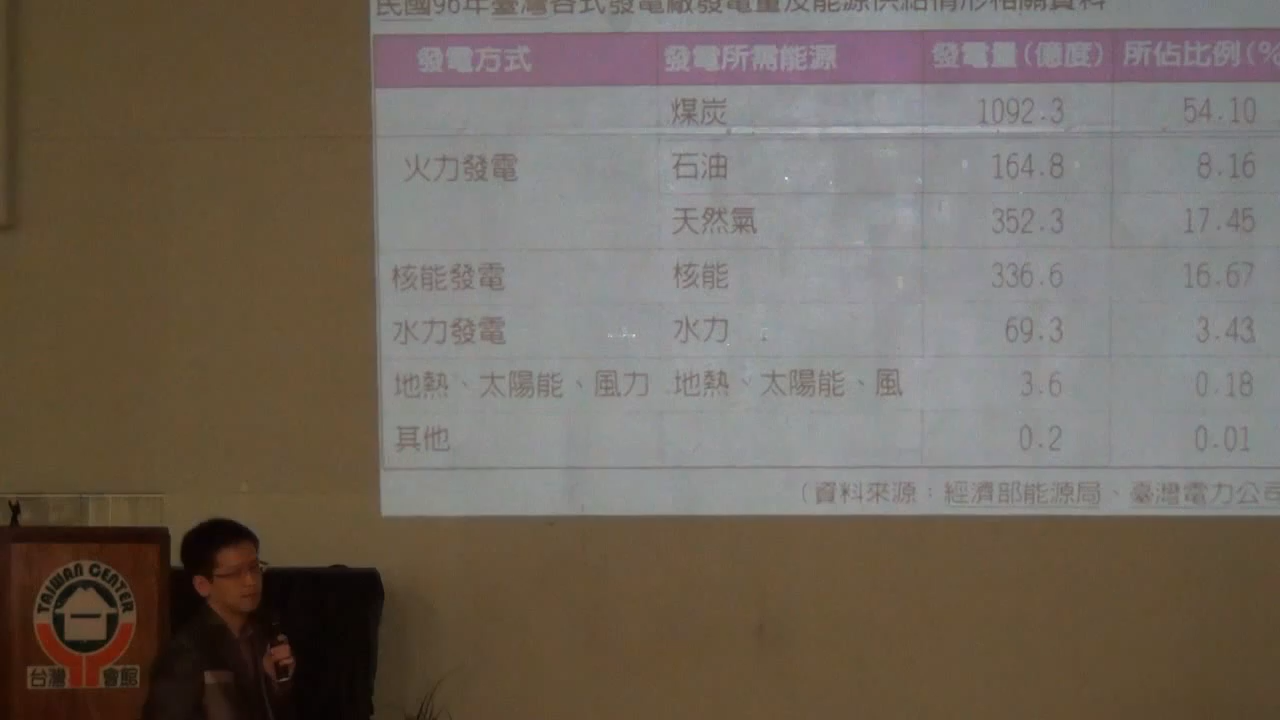 民國96年臺灣各式發電廠發電量及能源供給情形相關資料
發電方式 發電所需能源 發電量(億度) 所佔比例(%
煤炭 1092.3 54.10
火力發電 石油 164.8 8.16
天然氣 352.3 17.45
核能發電 核能 336.6 16.67
水力發電 水力 69.3 3.43
地熱、太陽能、風力 地熱、太陽能、風 3.6 0.18
其他 0.2 0.01
(資料來源:經濟部能源局、臺灣電力公司
TAIWAN CENTER
台灣會館